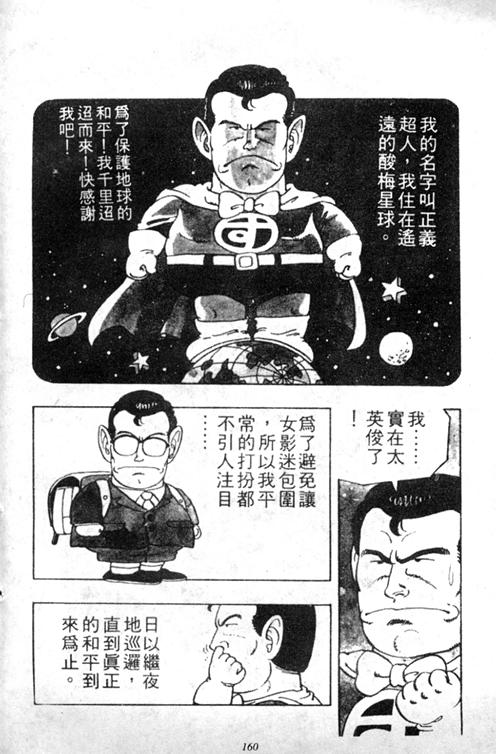 我的名字叫正義
超人，我住在遙
遠的酸梅星球。
爲了保護地球的
和平！我千里迢
迢而來！快感謝
我吧！
我……
實在太
英俊了
！
爲了避免讓
女影迷包圍
，所以我平
常的打扮都
不引人注目
……
日以繼夜
地巡邏，
直到眞正
的和平到
來爲止。
160